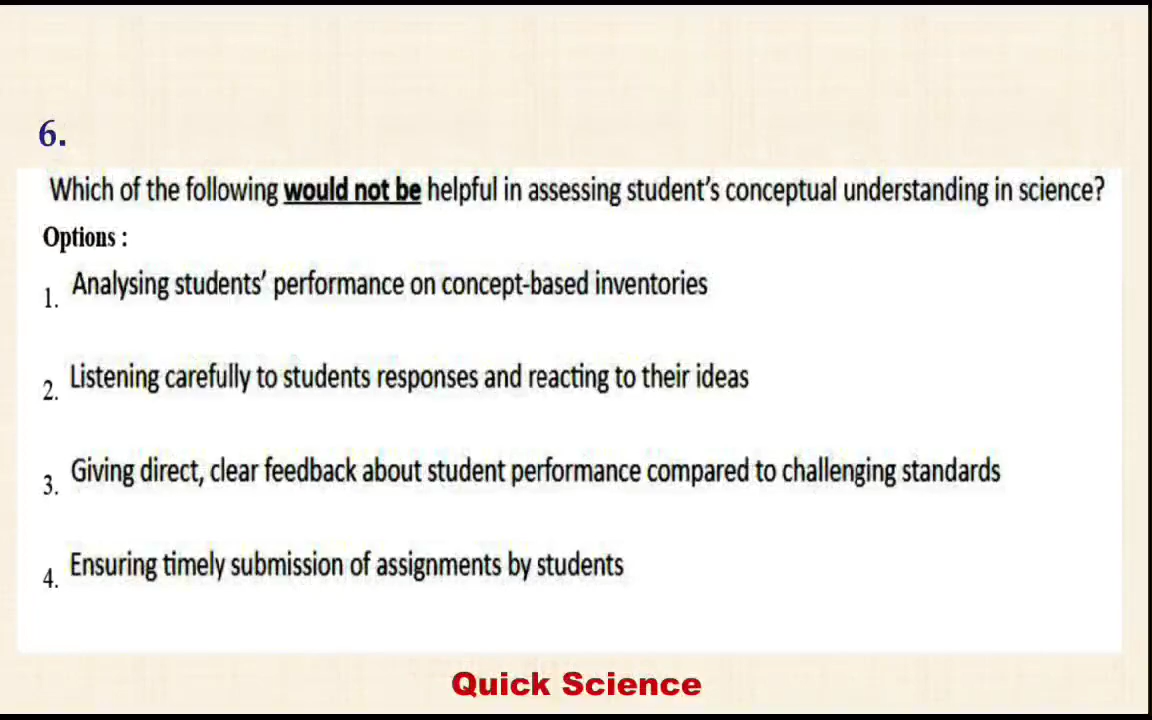 6.
Which of the following would not be helpful in assessing student's conceptual understanding in science?
Options :
1. Analysing students' performance on concept-based inventories
2. Listening carefully to students responses and reacting to their ideas
3. Giving direct, clear feedback about student performance compared to challenging standards
4. Ensuring timely submission of assignments by students
Quick Science